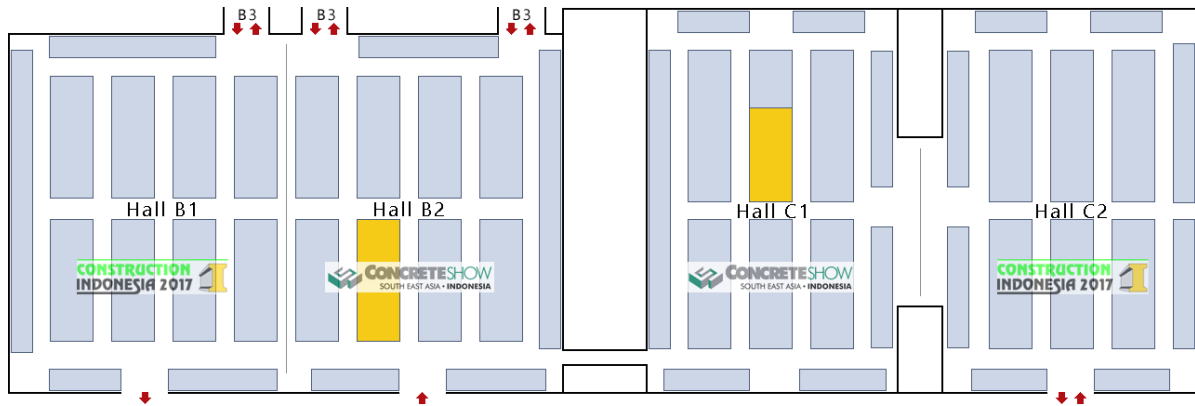 B3
B3
B3
Hall B1
Hall B2
Hall C1
Hall C2
CONSTRUCTION
INDONESIA 2017
CONCRETESHOW
SOUTH EAST ASIA • INDONESIA
CONCRETESHOW
SOUTH EAST ASIA • INDONESIA
CONSTRUCTION
INDONESIA 2017